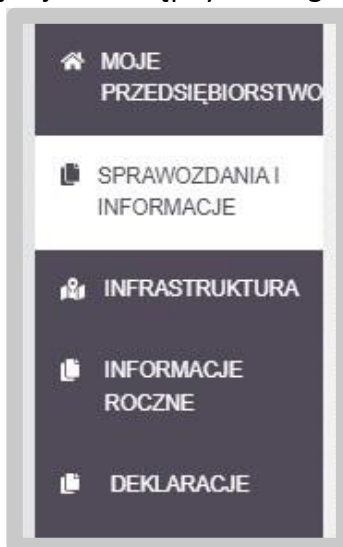 MOJE
PRZEDSIĘBIORSTWO
SPRAWOZDANIA I
INFORMACJE
INFRASTRUKTURA
INFORMACJE
ROCZNE
DEKLARACJE